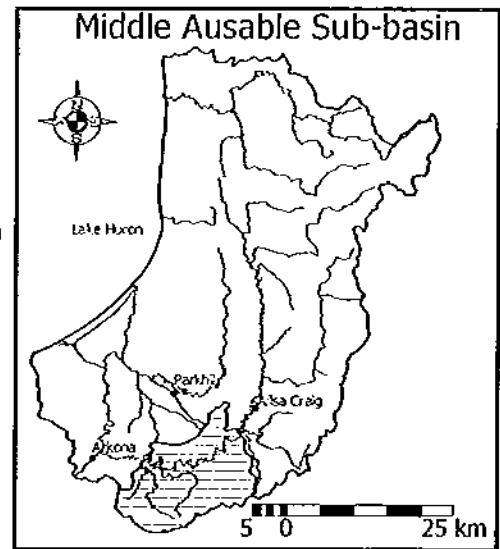 Middle Ausable Sub-basin
N
S
Lake Huron
Parkhill
Ailsa Craig
Arkona
5 0 25 km